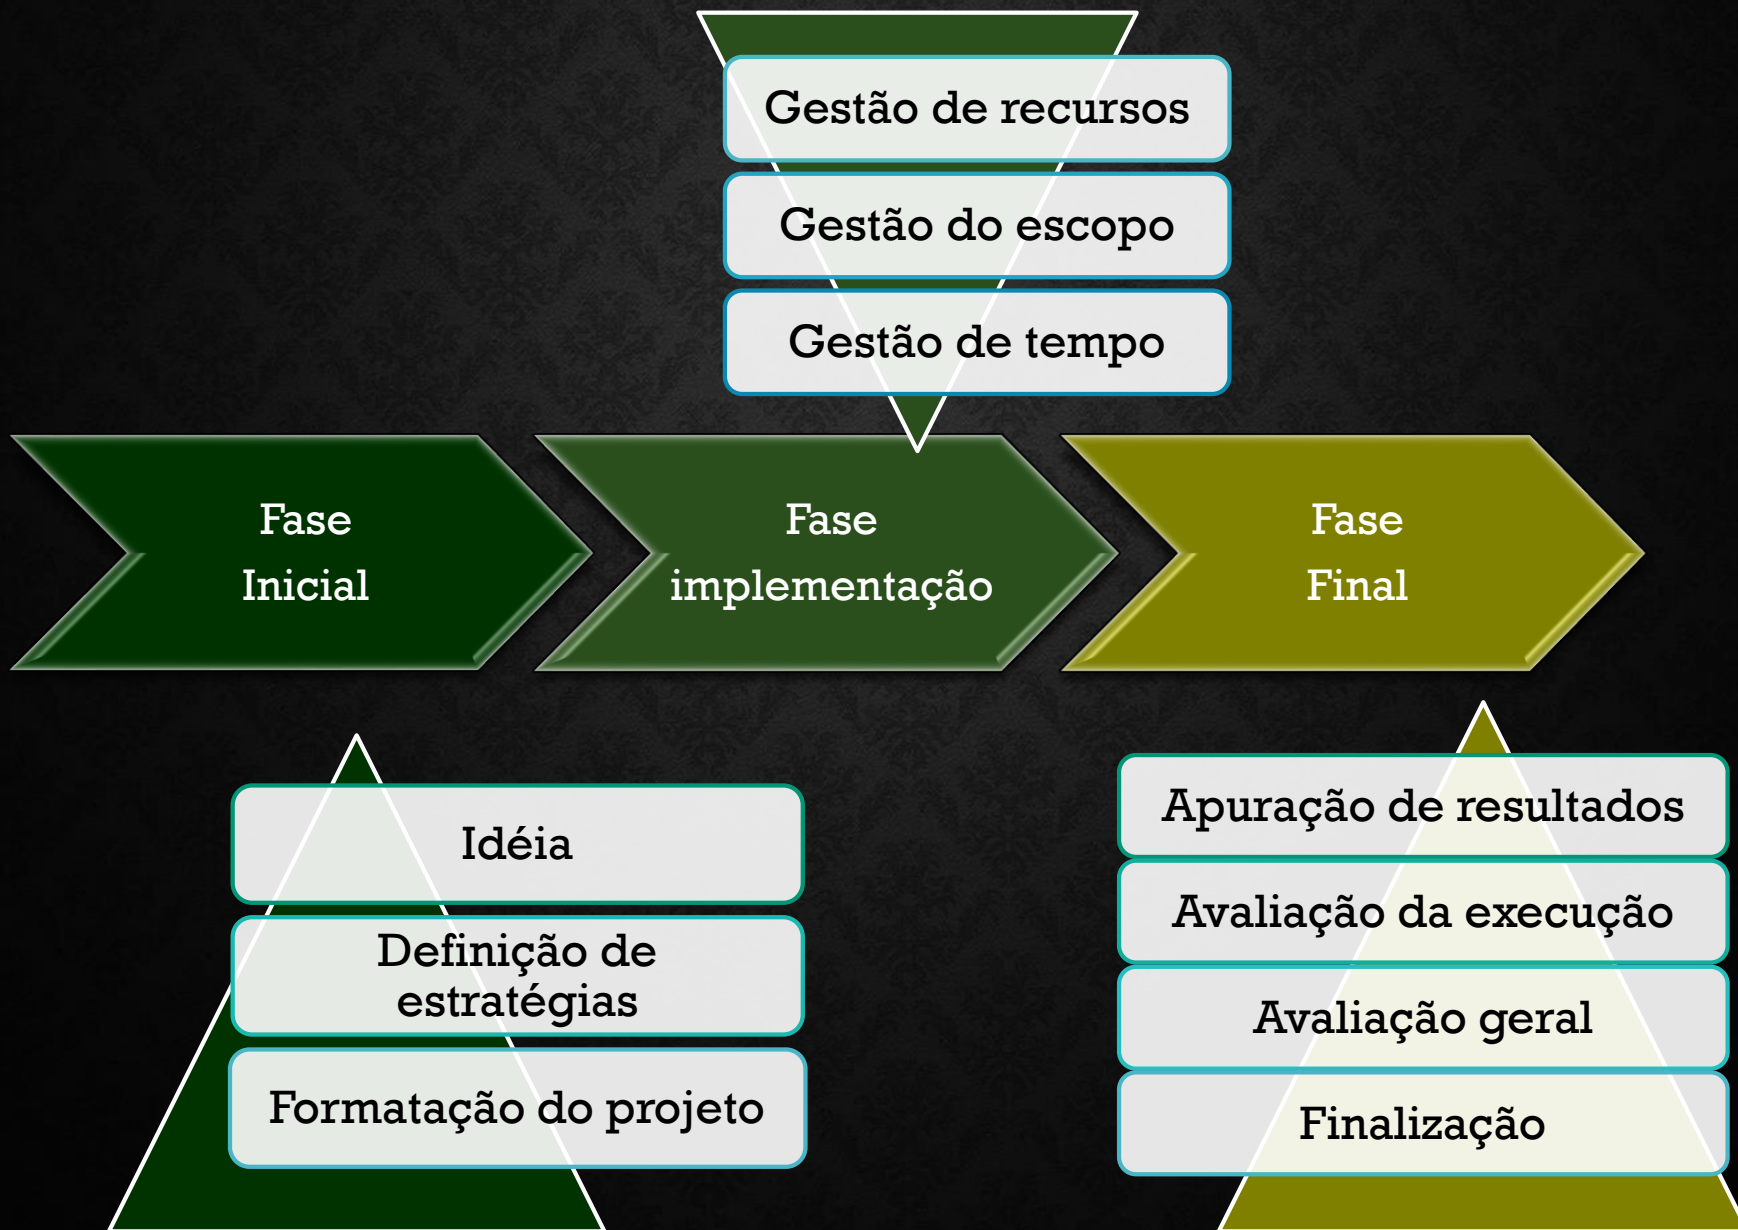 Gestão de recursos
Gestão do escopo
Gestão de tempo
Fase
Inicial
Fase
implementação
Fase
Final
Idéia
Definição de
estratégias
Formatação do projeto
Apuração de resultados
Avaliação da execução
Avaliação geral
Finalização